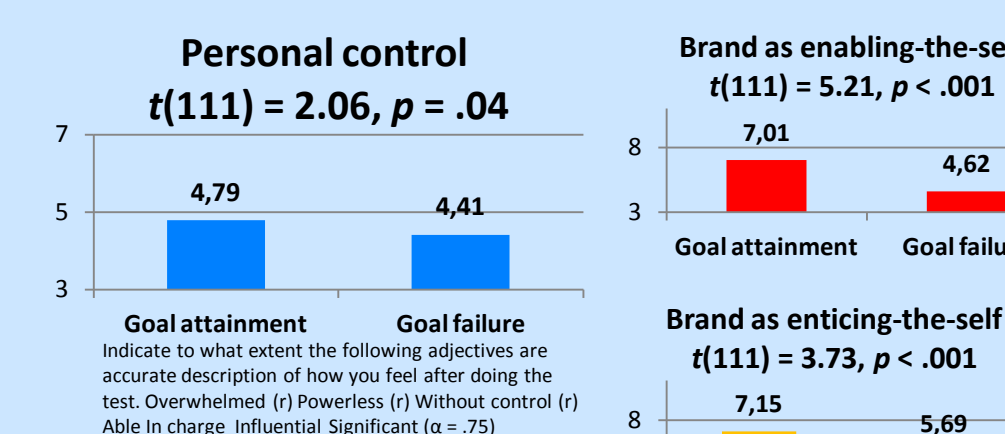 Personal control
t(111) = 2.06, p = .04
7
5
3
4,79
4,41
Goal attainment Goal failure
Indicate to what extent the following adjectives are
accurate description of how you feel after doing the
test. Overwhelmed (r) Powerless (r) Without control (r)
Able In charge Influential Significant (α = .75)
Brand as enabling-the-se
t(111) = 5.21, p < .001
8
3
7,01
4,62
Goal attainment Goal failu
Brand as enticing-the-self
t(111) = 3.73, p < .001
8
7,15
5,69